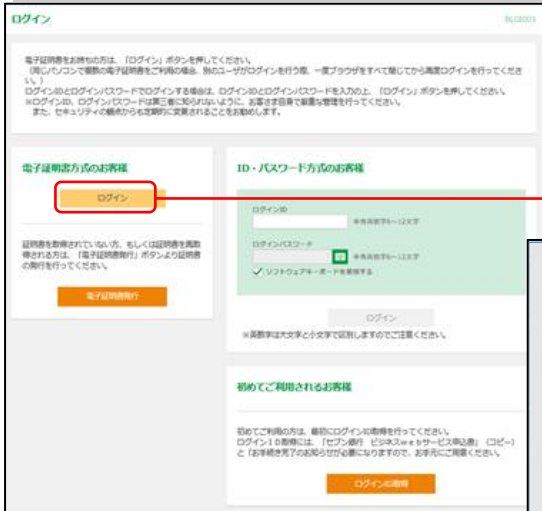 ログイン
BLGI001
電子証明書をお持ちの方は、「ログイン」ボタンを押してください。
(同じパソコンで複数の電子証明書をご利用の場合、別のユーザがログインを行う際、一度ブラウザをすべて閉じてから再度ログインを行ってくださ
い。)
ログインIDとログインパスワードでログインする場合は、ログインIDとログインパスワードを入力の上、「ログイン」ボタンを押してください。
※ログインID、ログインパスワードは第三者に知られないように、お客さま自身で厳重な管理を行ってください。
また、セキュリティの観点からも定期的に変更されることをお勧めします。
電子証明書方式のお客様
ログイン
証明書を取得されていない方、もしくは証明書を再取
得される方は、「電子証明書発行」ボタンより証明書
の発行を行ってください。
電子証明書発行
ID・パスワード方式のお客様
ログインID
半角英数字6~12文字
ログインパスワード
半角英数字6~12文字
ソフトウェアキーボードを使用する
ログイン
※英数字は大文字と小文字で区別しますのでご注意ください。
初めてご利用されるお客様
初めてご利用の方は、最初にログインID取得を行ってください。
ログインID取得には、「セブン銀行 ビジネスWebサービス申込書」(コピー)
と「お手続き完了のお知らせ」が必要になりますので、お手元にご用意ください。
ログインID取得